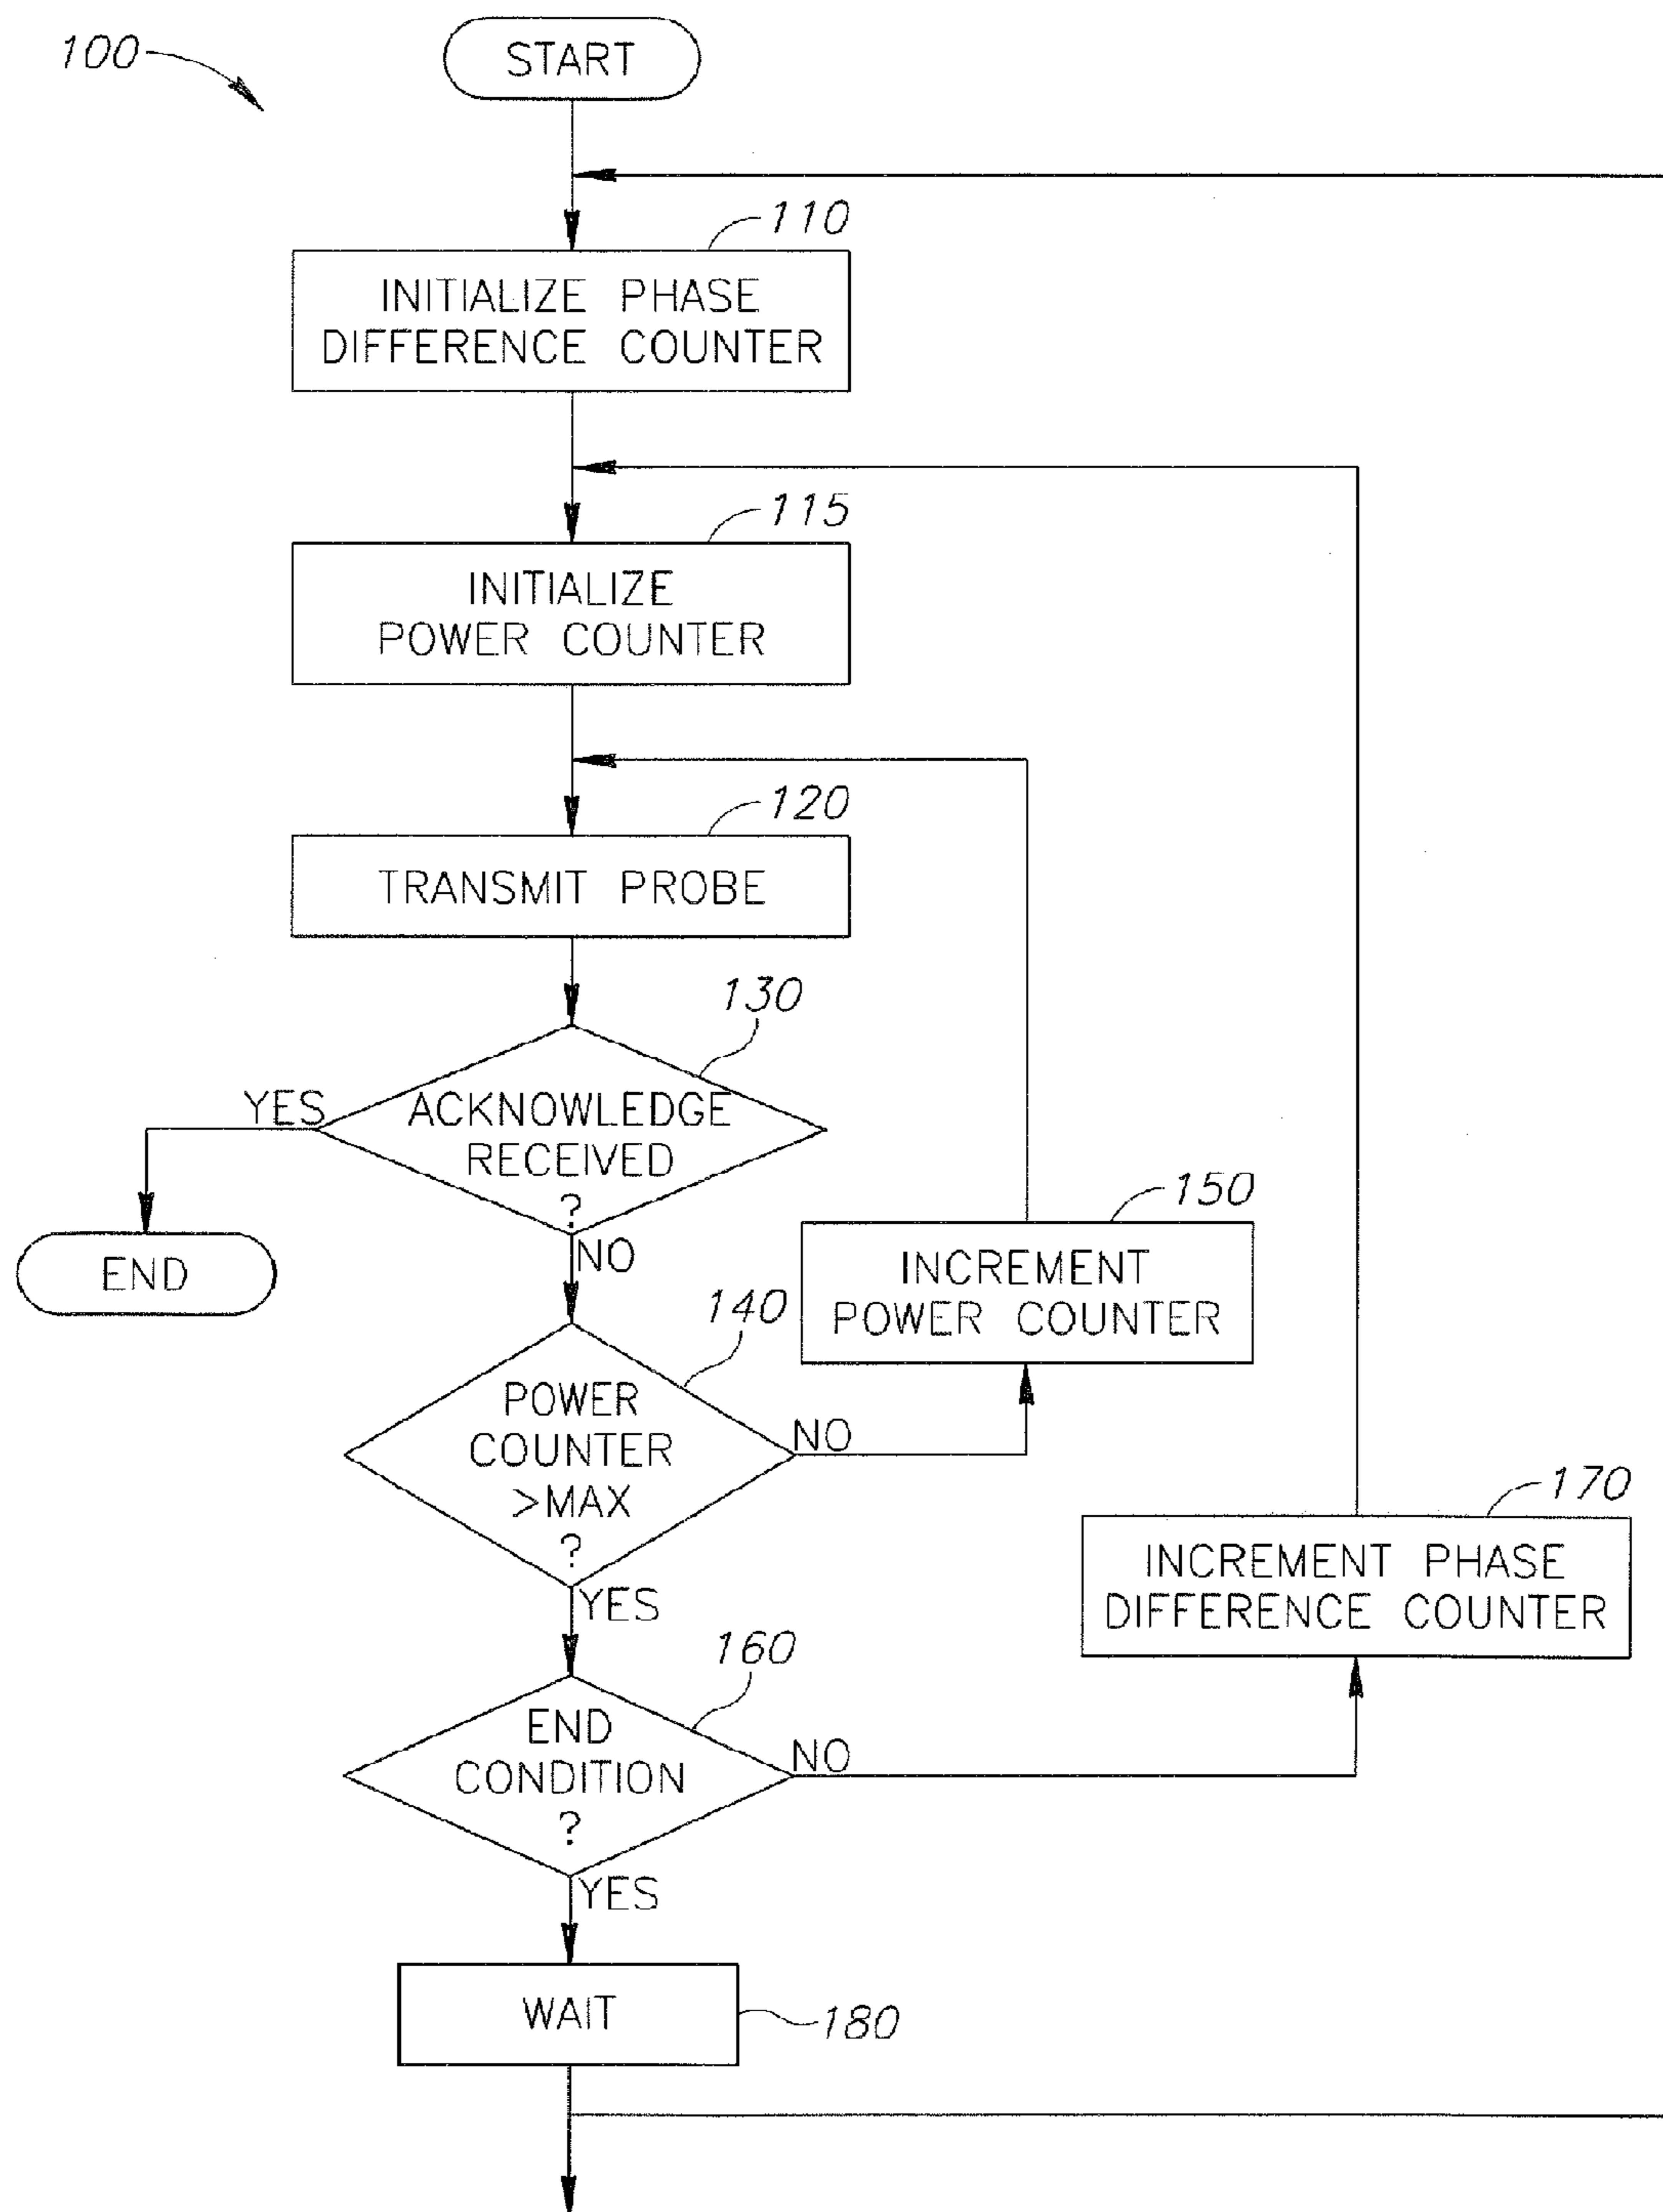 100
START
110
INITIALIZE PHASE
DIFFERENCE COUNTER
115
INITIALIZE
POWER COUNTER
120
TRANSMIT PROBE
130
YES
ACKNOWLEDGE
RECEIVED
?
NO
END
150
INCREMENT
POWER COUNTER
140
POWER
COUNTER
>MAX
?
NO
YES
170
INCREMENT PHASE
DIFFERENCE COUNTER
160
END
CONDITION
?
NO
YES
WAIT
180